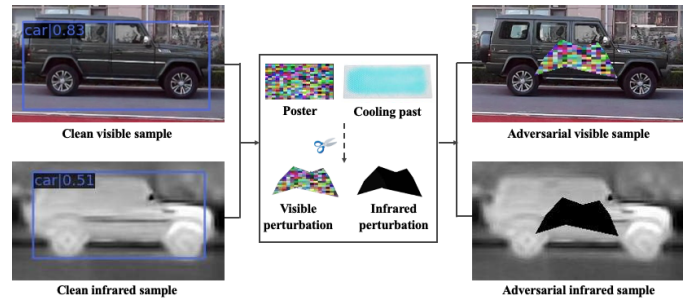 car|0.83
Clean visible sample
car|0.51
Clean infrared sample
Poster
Cooling past
Visible
perturbation
Infrared
perturbation
Adversarial visible sample
Adversarial infrared sample